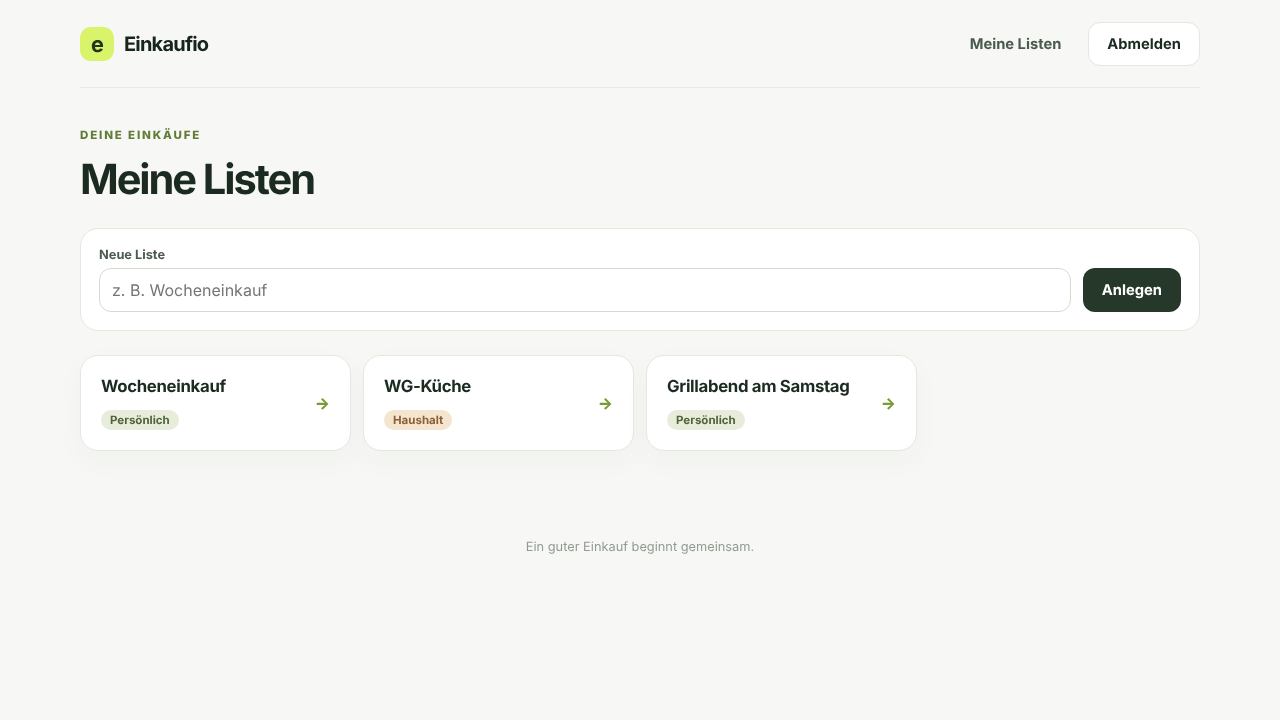 e Einkaufio
Meine Listen
Abmelden
DEINE EINKÄUFE
Meine Listen
Neue Liste
z. B. Wocheneinkauf
Anlegen
Wocheneinkauf
Persönlich
→
WG-Küche
Haushalt
→
Grillabend am Samstag
Persönlich
→
Ein guter Einkauf beginnt gemeinsam.